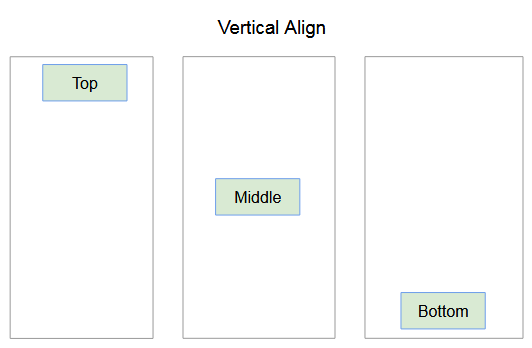 Vertical Align
Top
Middle
Bottom